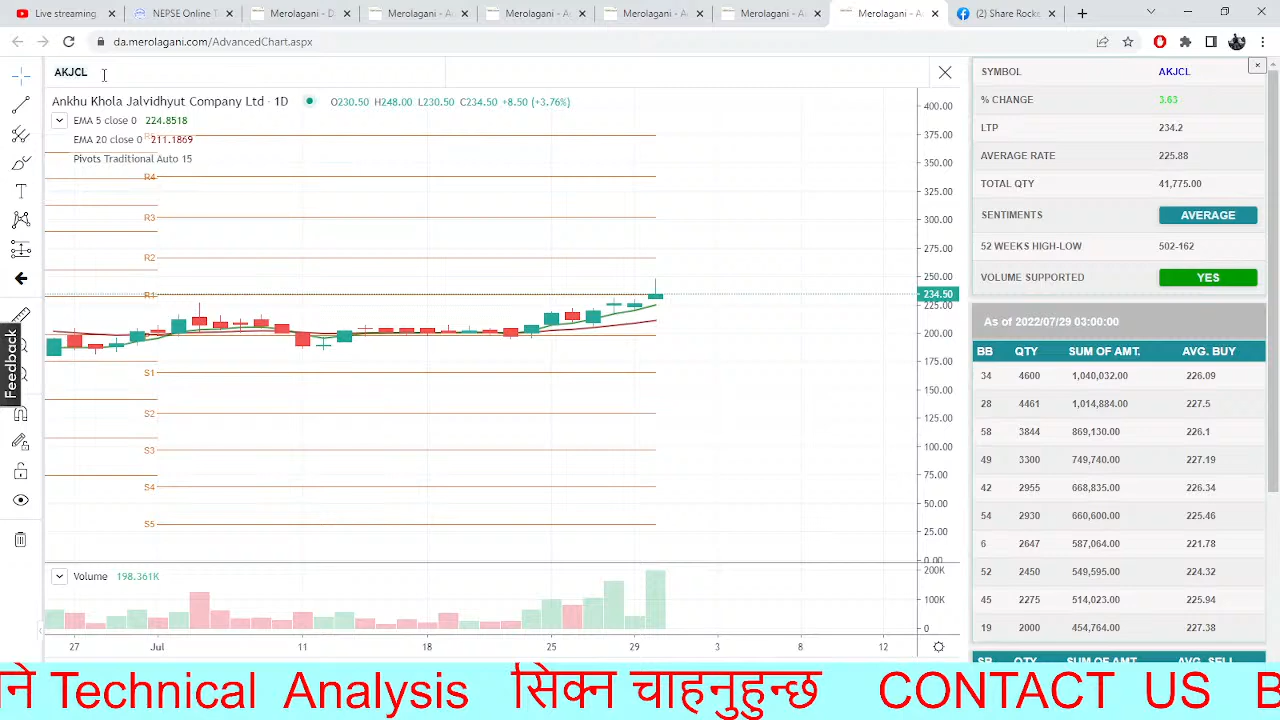 Live streaming
NEPSE Online T
Merolagani - D
Merolagani - A
Merolagani - A
Merolagani - A
Merolagani - A
Merolagani - A
(2) Share Rocke
da.merolagani.com/AdvancedChart.aspx
AKJCL
Ankhu Khola Jalvidhyut Company Ltd · 1D O230.50 H248.00 L230.50 C234.50 +8.50 (+3.76%)
EMA 5 close 0 224.8518
EMA 20 close 0 211.1869
Pivots Traditional Auto 15
R5
R4
R3
R2
R1
S1
S2
S3
S4
S5
400.00
375.00
350.00
325.00
300.00
275.00
250.00
234.50
225.00
200.00
175.00
150.00
125.00
100.00
75.00
50.00
25.00
0.00
Volume 198.361K
200K
100K
0
27 Jul 11 18 25 29 3 8 12
Feedback
SYMBOL AKJCL
% CHANGE 3.63
LTP 234.2
AVERAGE RATE 225.88
TOTAL QTY 41,775.00
SENTIMENTS AVERAGE
52 WEEKS HIGH-LOW 502-162
VOLUME SUPPORTED YES
As of 2022/07/29 03:00:00
BB QTY SUM OF AMT. AVG. BUY
34 4600 1,040,032.00 226.09
28 4461 1,014,884.00 227.5
58 3844 869,130.00 226.1
49 3300 749,740.00 227.19
42 2955 668,835.00 226.34
54 2930 660,600.00 225.46
6 2647 587,064.00 221.78
52 2450 549,595.00 224.32
45 2275 514,023.00 225.94
19 2000 454,764.00 227.38
SB QTY SUM OF AMT. AVG. SELL
ने Technical Analysis सिक्न चाहनुहुन्छ CONTACT US B